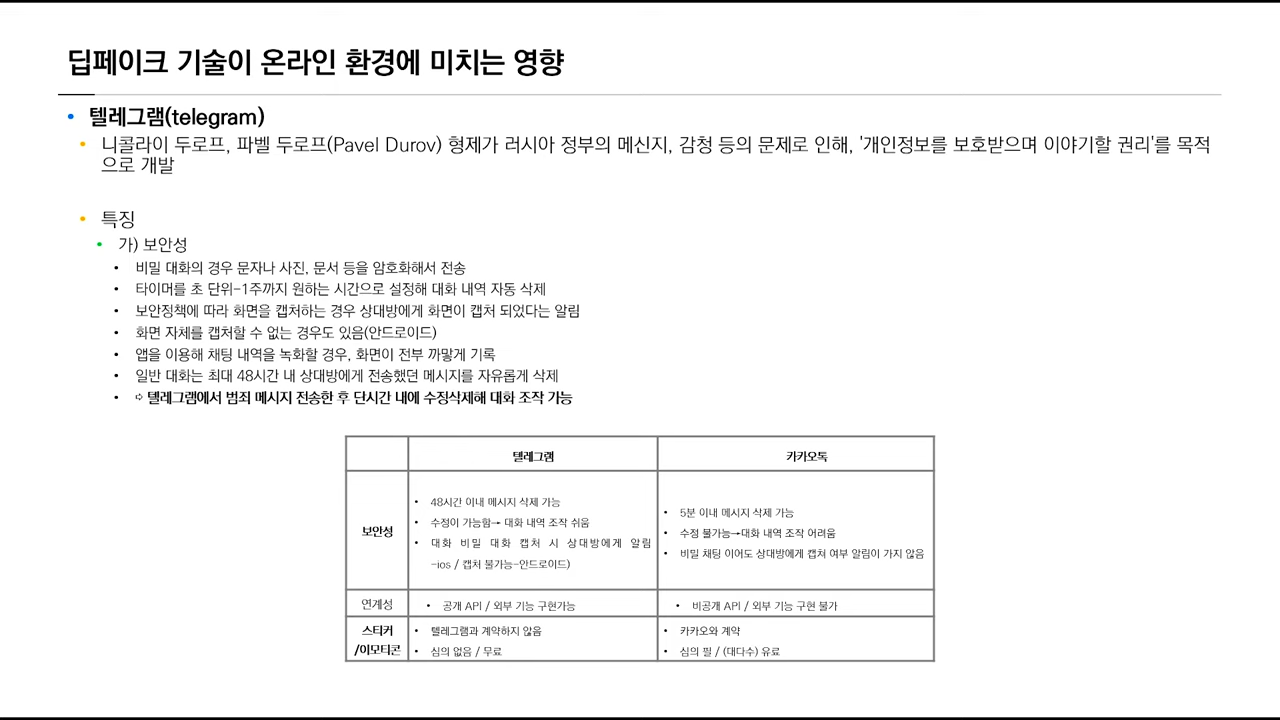 딥페이크 기술이 온라인 환경에 미치는 영향
• 텔레그램(telegram)
• 니콜라이 두로프, 파벨 두로프(Pavel Durov) 형제가 러시아 정부의 메신지, 감청 등의 문제로 인해, '개인정보를 보호받으며 이야기할 권리'를 목적
으로 개발
• 특징
• 가) 보안성
• 비밀 대화의 경우 문자나 사진, 문서 등을 암호화해서 전송
• 타이머를 초 단위-1주까지 원하는 시간으로 설정해 대화 내역 자동 삭제
• 보안정책에 따라 화면을 캡처하는 경우 상대방에게 화면이 캡처 되었다는 알림
• 화면 자체를 캡처할 수 없는 경우도 있음(안드로이드)
• 앱을 이용해 채팅 내역을 녹화할 경우, 화면이 전부 까맣게 기록
• 일반 대화는 최대 48시간 내 상대방에게 전송했던 메시지를 자유롭게 삭제
• ➪ 텔레그램에서 범죄 메시지 전송한 후 단시간 내에 수징삭제해 대화 조작 가능
텔레그램
카카오톡
보안성
• 48시간 이내 메시지 삭제 가능
• 수정이 가능함→ 대화 내역 조작 쉬움
• 대화 비밀 대화 캡처 시 상대방에게 알림
-ios / 캡처 불가능-안드로이드)
• 5분 이내 메시지 삭제 가능
• 수정 불가능→대화 내역 조작 어려움
• 비밀 채팅 이어도 상대방에게 캡쳐 여부 알림이 가지 않음
연계성
• 공개 API / 외부 기능 구현가능
• 비공개 API / 외부 기능 구현 불가
스티커
/이모티콘
• 텔레그램과 계약하지 않음
• 심의 없음 / 무료
• 카카오와 계약
• 심의 필 / (대다수) 유료